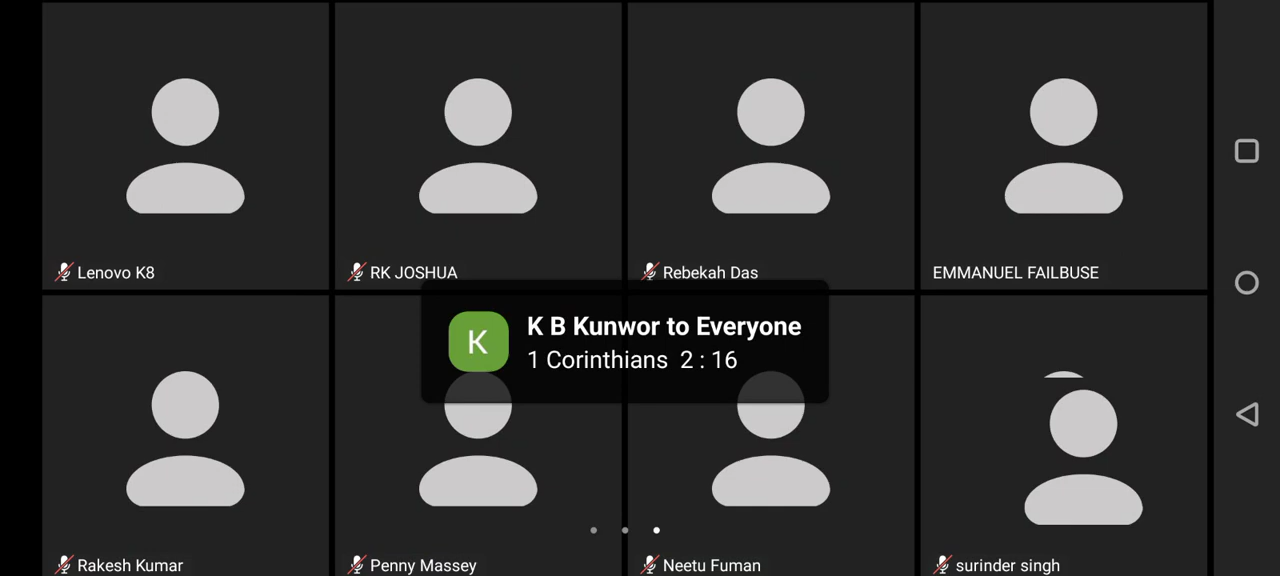 Lenovo K8
RK JOSHUA
Rebekah Das
EMMANUEL FAILBUSE
K
K B Kunwor to Everyone
1 Corinthians 2 : 16
Rakesh Kumar
Penny Massey
Neetu Fuman
surinder singh